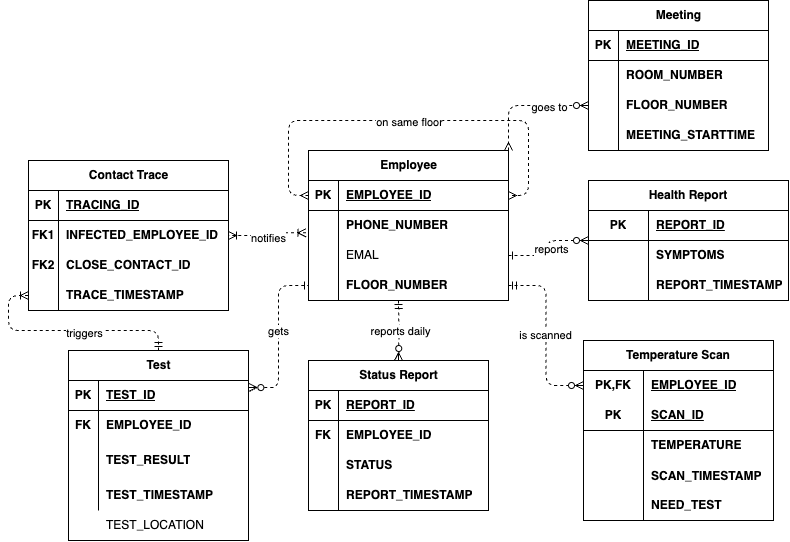 Meeting
PK MEETING_ID
ROOM_NUMBER
FLOOR_NUMBER
MEETING_STARTTIME
goes to
on same floor
Employee
PK EMPLOYEE_ID
PHONE_NUMBER
EMAL
FLOOR_NUMBER
Contact Trace
PK TRACING_ID
FK1 INFECTED_EMPLOYEE_ID
FK2 CLOSE_CONTACT_ID
TRACE_TIMESTAMP
notifies
Health Report
PK REPORT_ID
SYMPTOMS
REPORT_TIMESTAMP
reports
triggers
gets
reports daily
is scanned
Test
PK TEST_ID
FK EMPLOYEE_ID
TEST_RESULT
TEST_TIMESTAMP
TEST_LOCATION
Status Report
PK REPORT_ID
FK EMPLOYEE_ID
STATUS
REPORT_TIMESTAMP
Temperature Scan
PK,FK EMPLOYEE_ID
PK SCAN_ID
TEMPERATURE
SCAN_TIMESTAMP
NEED_TEST